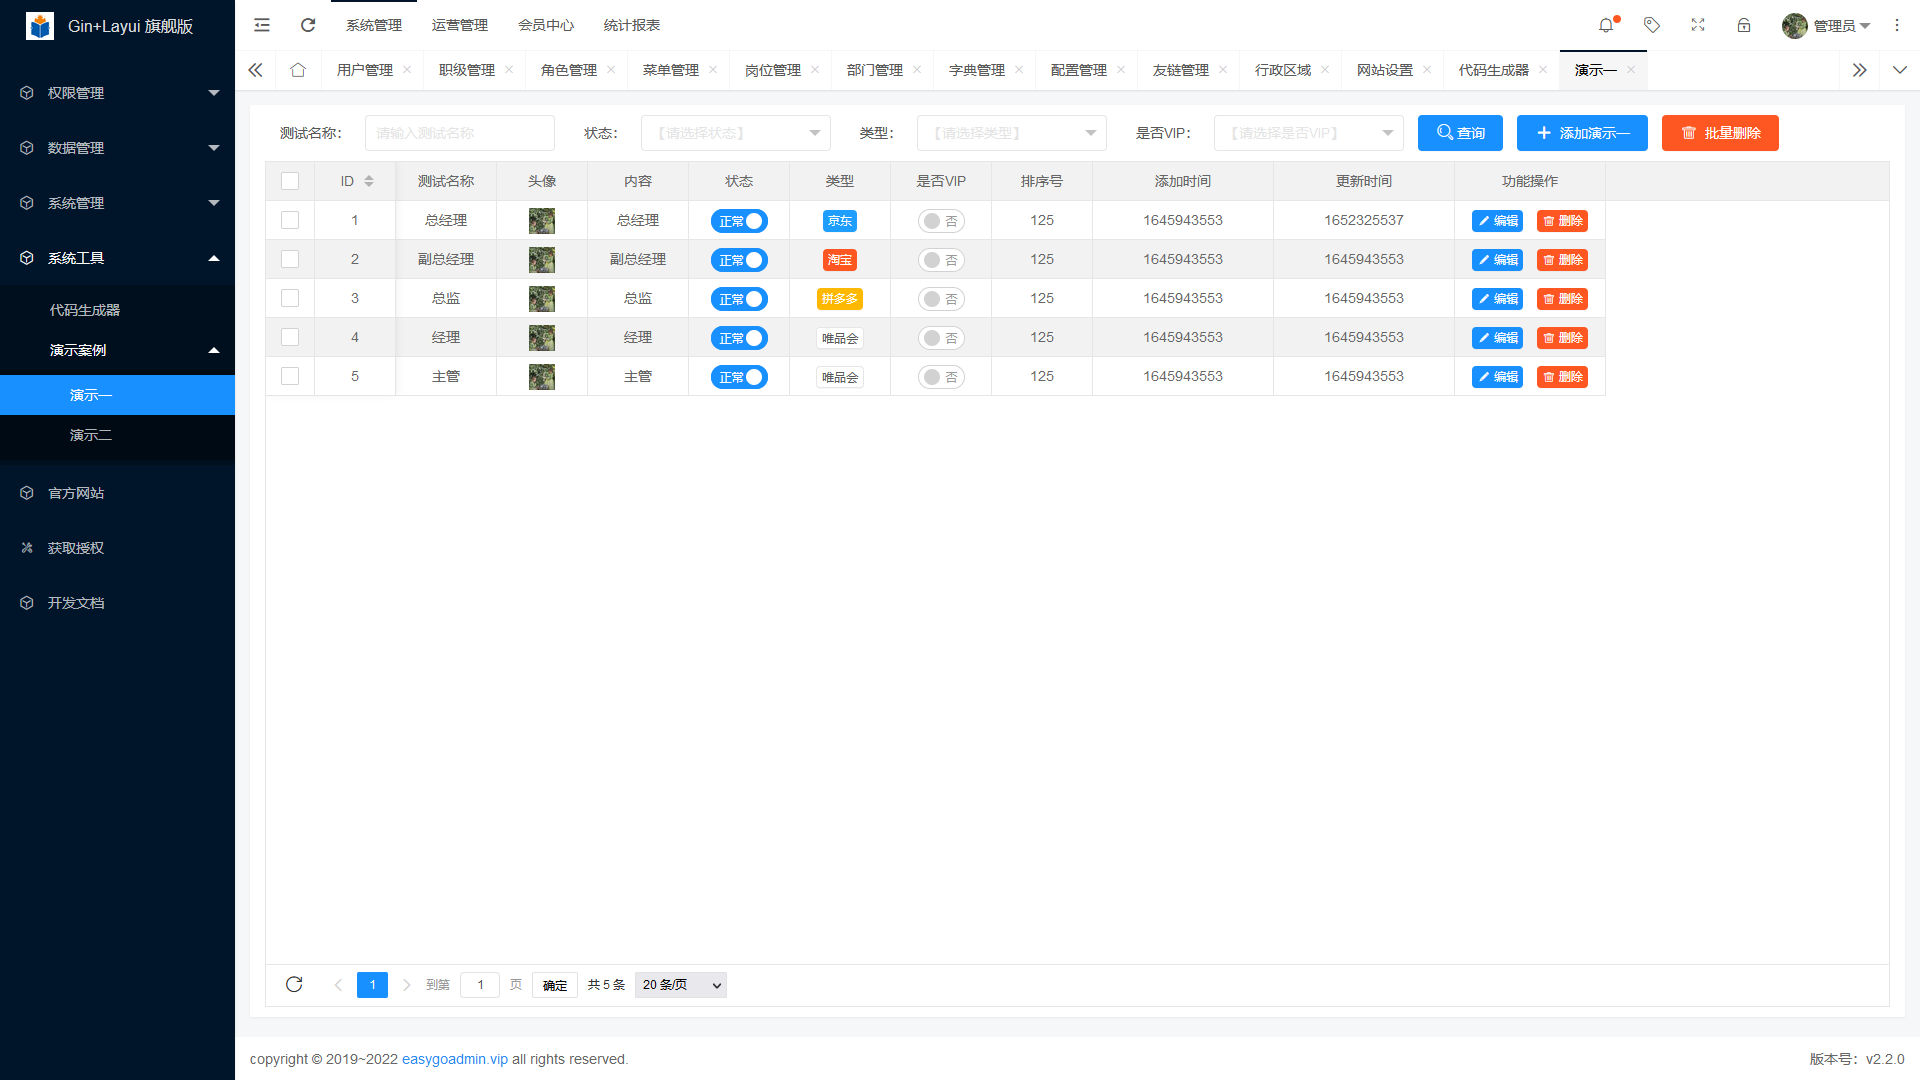 Gin+Layui 旗舰版
系统管理 运营管理 会员中心 统计报表 管理员
用户管理 职级管理 角色管理 菜单管理 岗位管理 部门管理 字典管理 配置管理 友链管理 行政区域 网站设置 代码生成器 演示一
权限管理
数据管理
系统管理
系统工具
代码生成器
演示案例
演示一
演示二
官方网站
获取授权
开发文档
测试名称： 请输入测试名称 状态： 【请选择状态】 类型： 【请选择类型】 是否VIP： 【请选择是否VIP】 查询 添加演示一 批量删除
ID 测试名称 头像 内容 状态 类型 是否VIP 排序号 添加时间 更新时间 功能操作
1 总经理 总经理 正常 京东 否 125 1645943553 1652325537 编辑 删除
2 副总经理 副总经理 正常 淘宝 否 125 1645943553 1645943553 编辑 删除
3 总监 总监 正常 拼多多 否 125 1645943553 1645943553 编辑 删除
4 经理 经理 正常 唯品会 否 125 1645943553 1645943553 编辑 删除
5 主管 主管 正常 唯品会 否 125 1645943553 1645943553 编辑 删除
1 到第 1 页 确定 共 5 条 20 条/页
copyright © 2019~2022 easygoadmin.vip all rights reserved. 版本号：v2.2.0